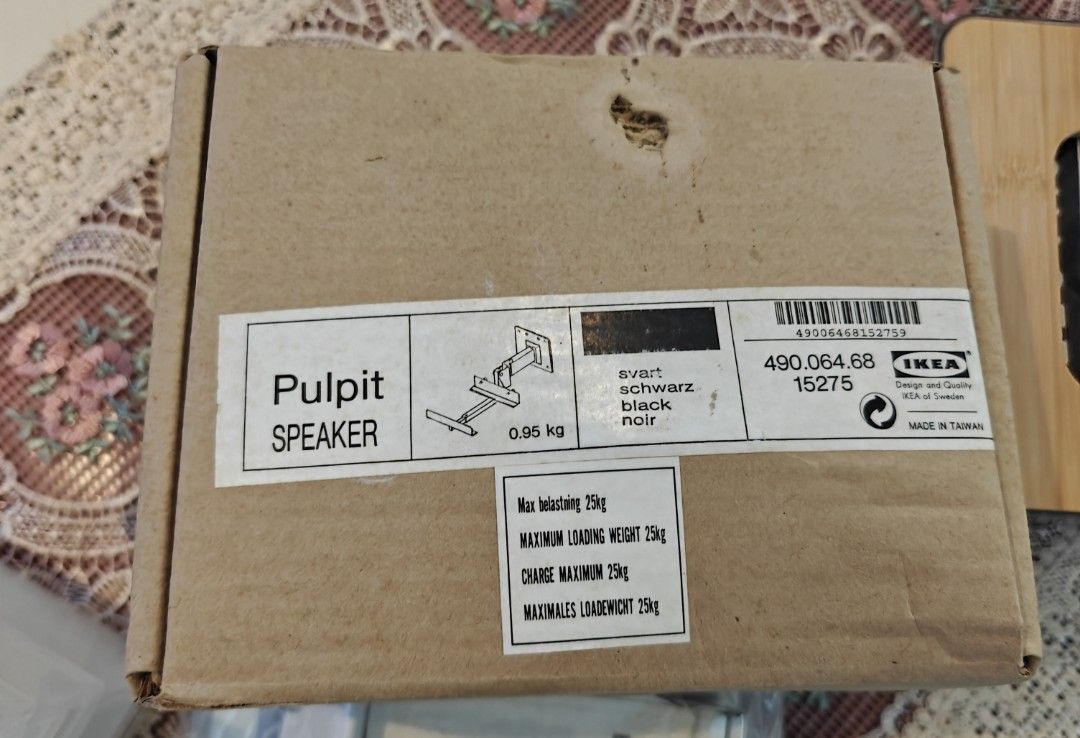 Pulpit
SPEAKER
0.95 kg
svart
schwarz
black
noir
49006468152759
490.064.68
15275
IKEA®
Design and Quality
IKEA of Sweden
MADE IN TAIWAN
Max belastning 25kg
MAXIMUM LOADING WEIGHT 25kg
CHARGE MAXIMUM 25kg
MAXIMALES LOADEWICHT 25kg